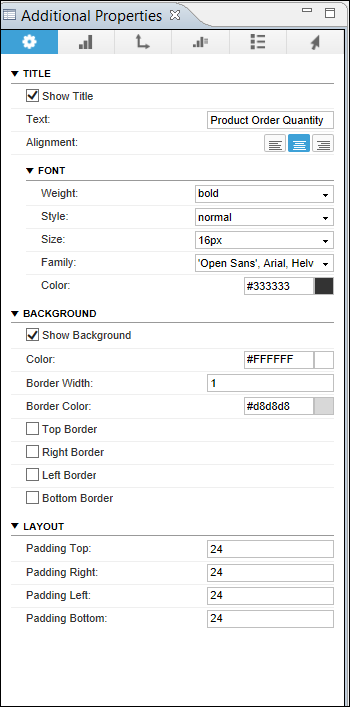 Additional Properties
TITLE
Show Title
Text: Product Order Quantity
Alignment:
FONT
Weight: bold
Style: normal
Size: 16px
Family: 'Open Sans', Arial, Helv
Color: #333333
BACKGROUND
Show Background
Color: #FFFFFF
Border Width: 1
Border Color: #d8d8d8
Top Border
Right Border
Left Border
Bottom Border
LAYOUT
Padding Top: 24
Padding Right: 24
Padding Left: 24
Padding Bottom: 24